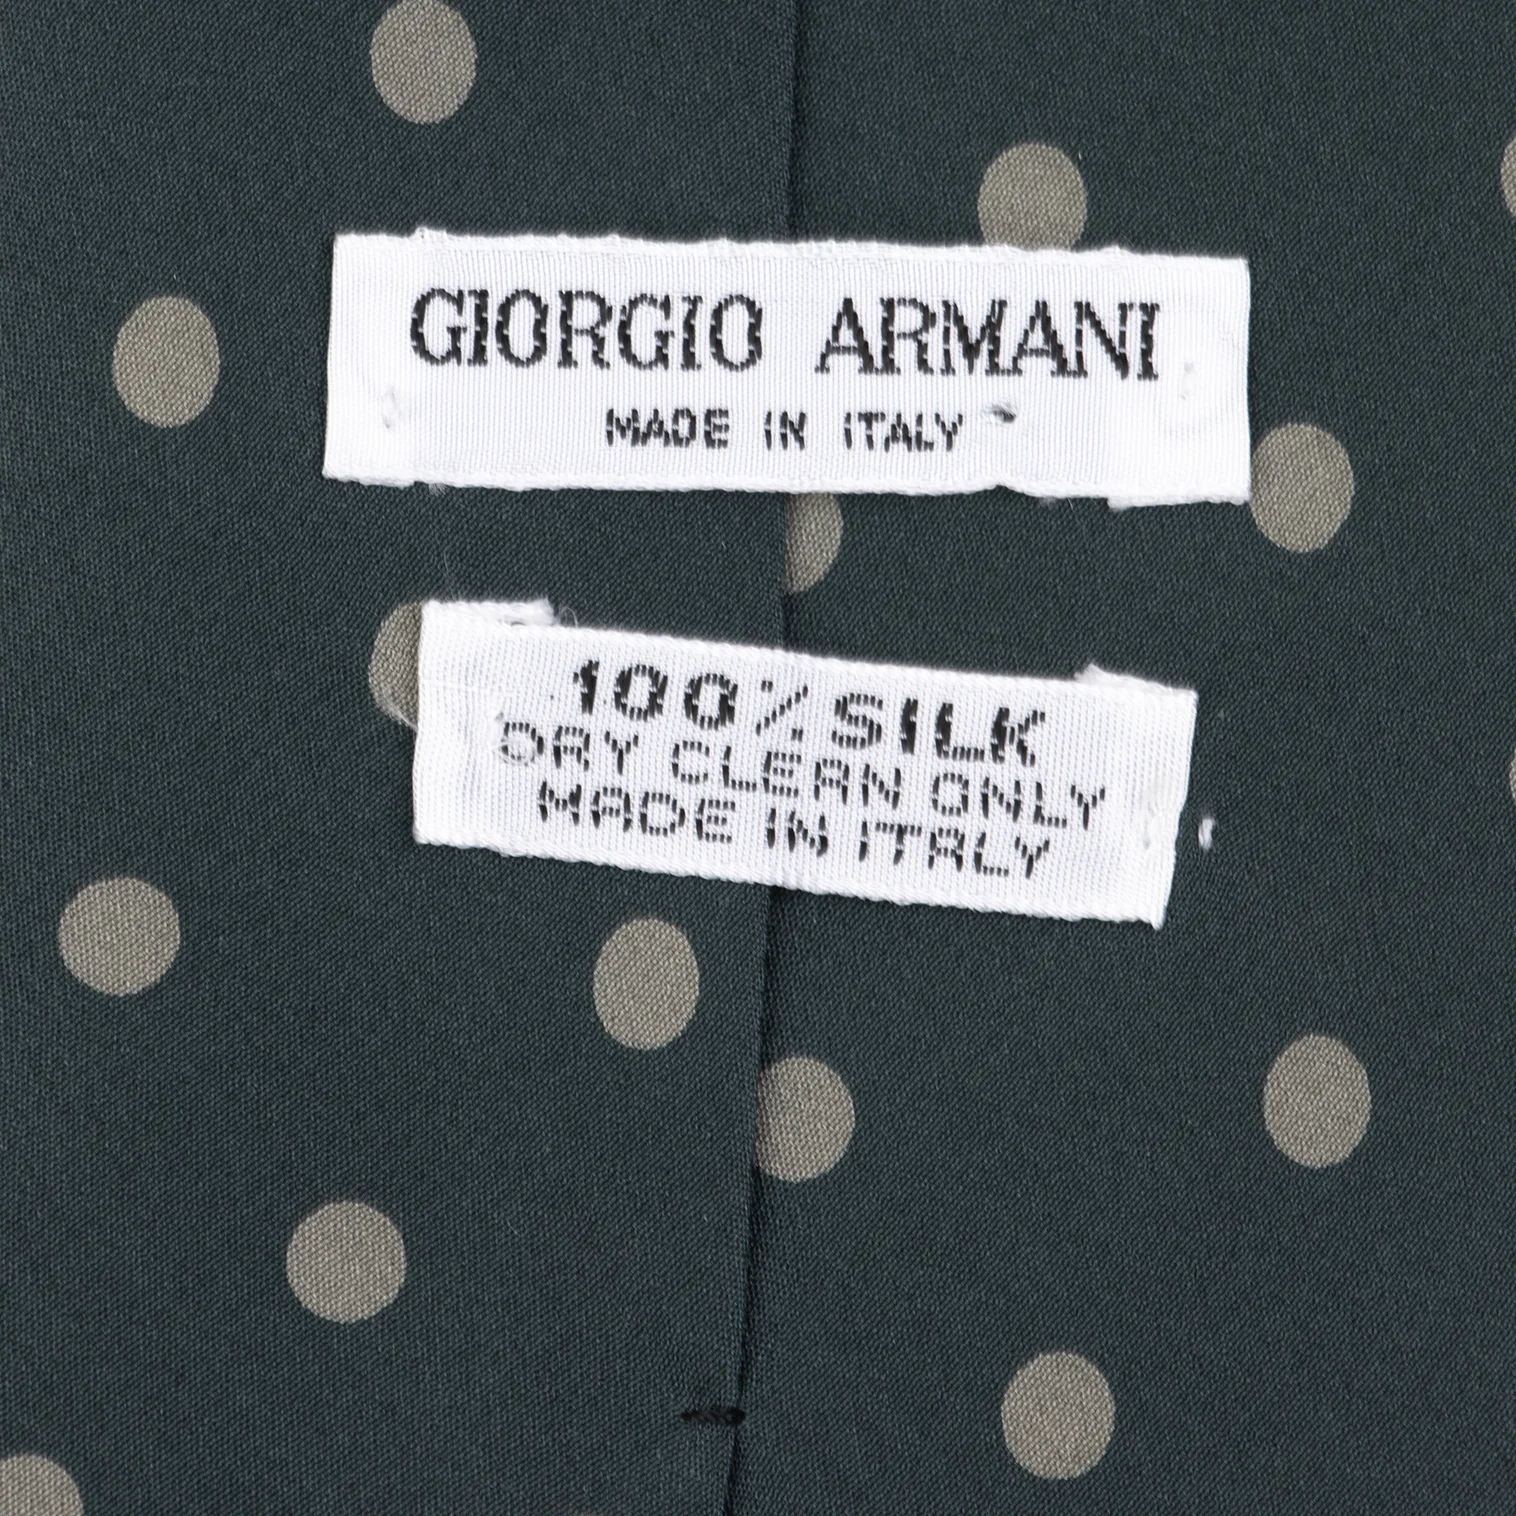 GIORGIO ARMANI
MADE IN ITALY
100% SILK
DRY CLEAN ONLY
MADE IN ITALY